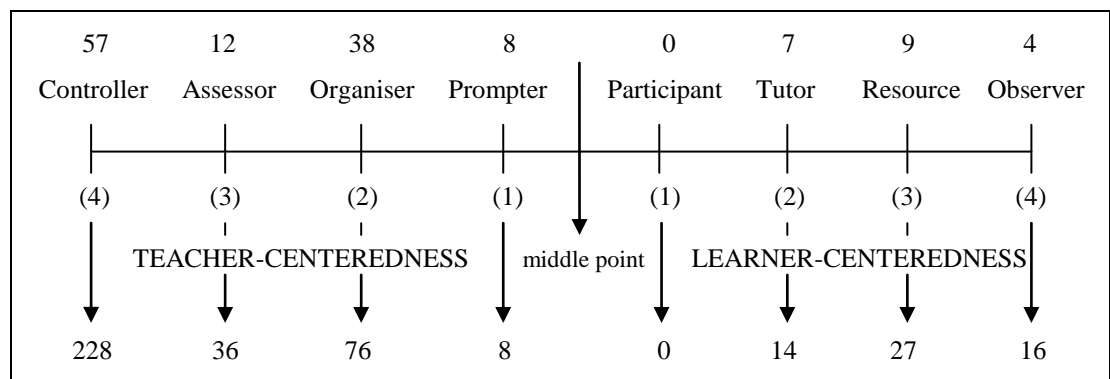 57 12 38 8 0 7 9 4
Controller Assessor Organiser Prompter Participant Tutor Resource Observer
(4) (3) (2) (1) (1) (2) (3) (4)
TEACHER-CENTEREDNESS middle point LEARNER-CENTEREDNESS
228 36 76 8 0 14 27 16